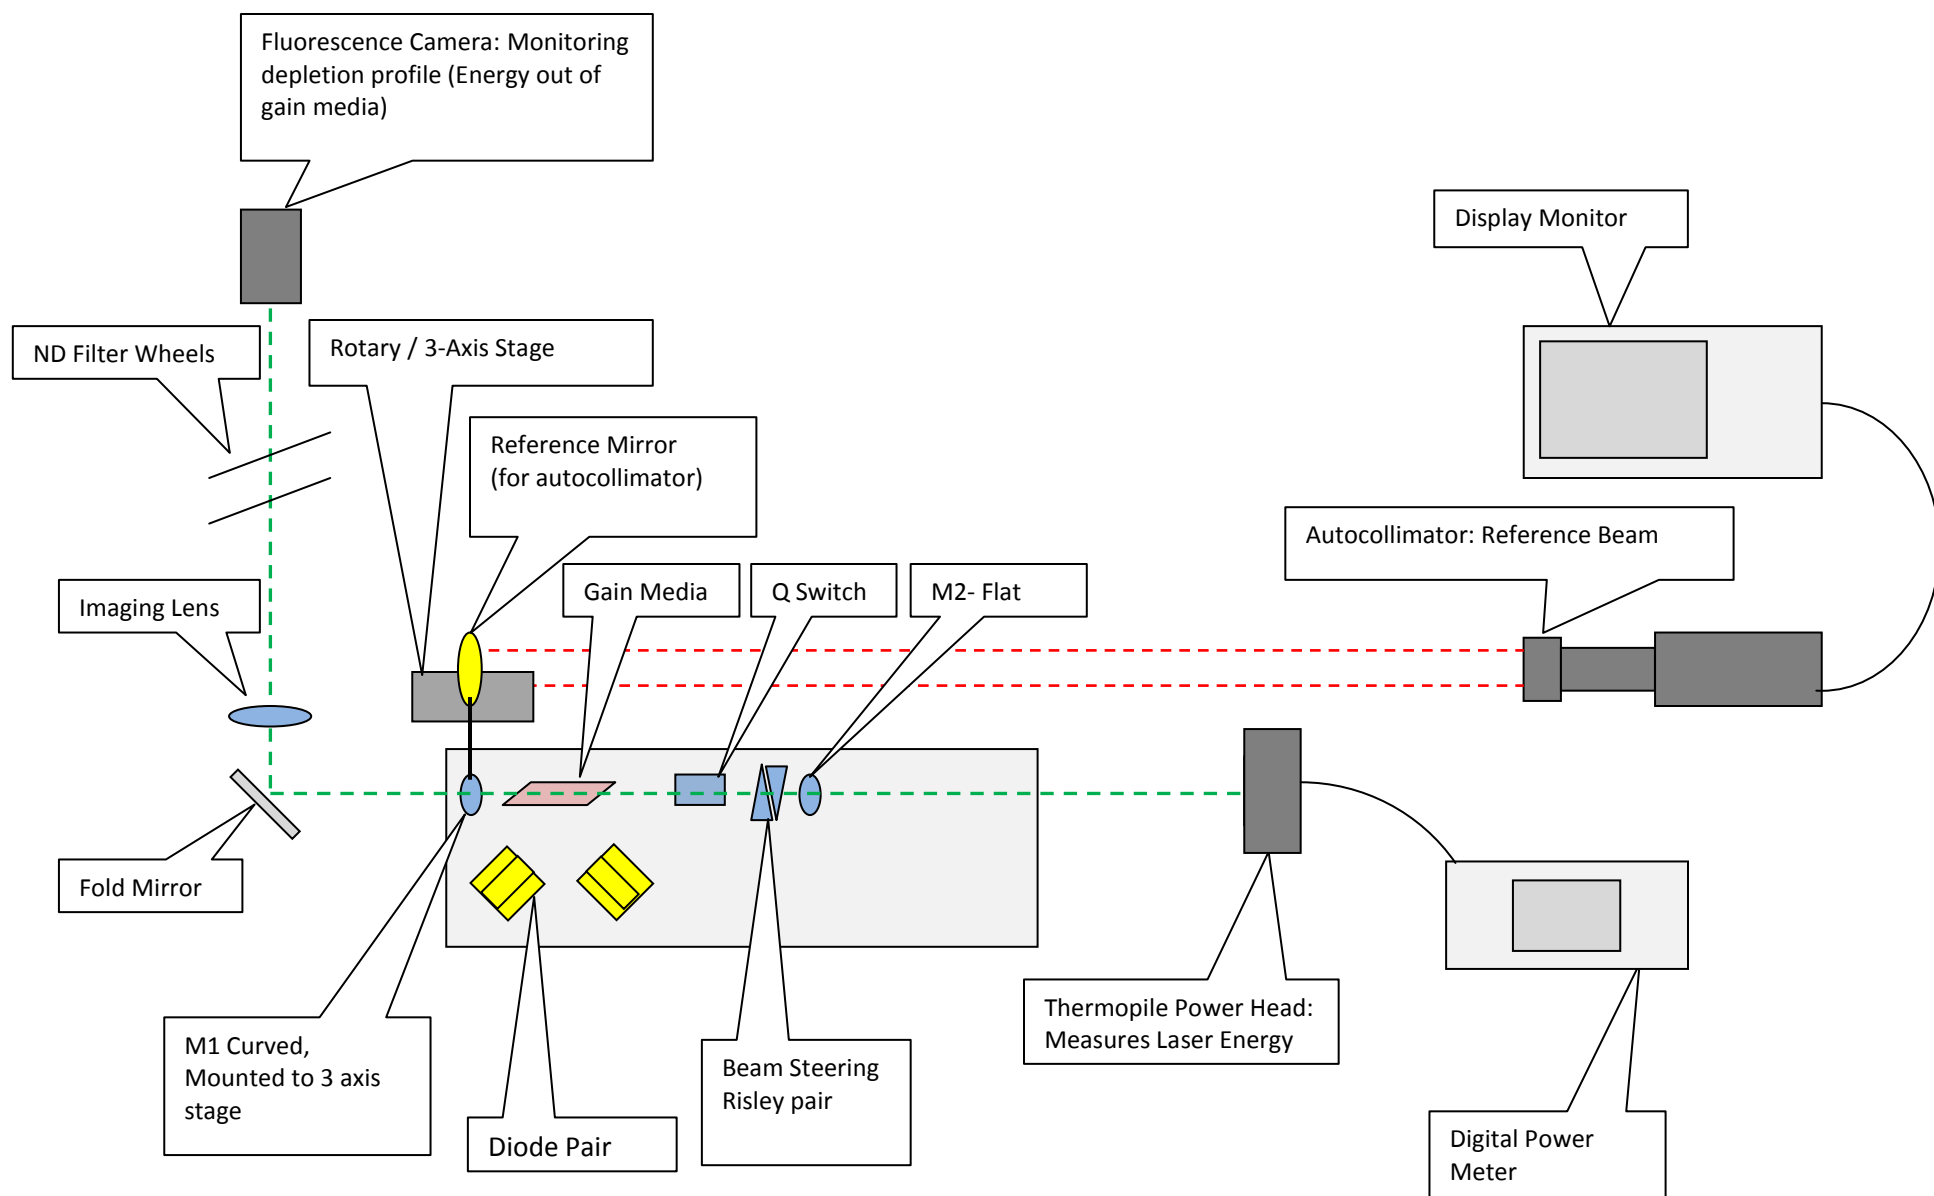 Fluorescence Camera: Monitoring
depletion profile (Energy out of
gain media)
Display Monitor
ND Filter Wheels
Rotary / 3-Axis Stage
Reference Mirror
(for autocollimator)
Autocollimator: Reference Beam
Imaging Lens
Gain Media
Q Switch
M2- Flat
Fold Mirror
M1 Curved,
Mounted to 3 axis
stage
Diode Pair
Beam Steering
Risley pair
Thermopile Power Head:
Measures Laser Energy
Digital Power
Meter